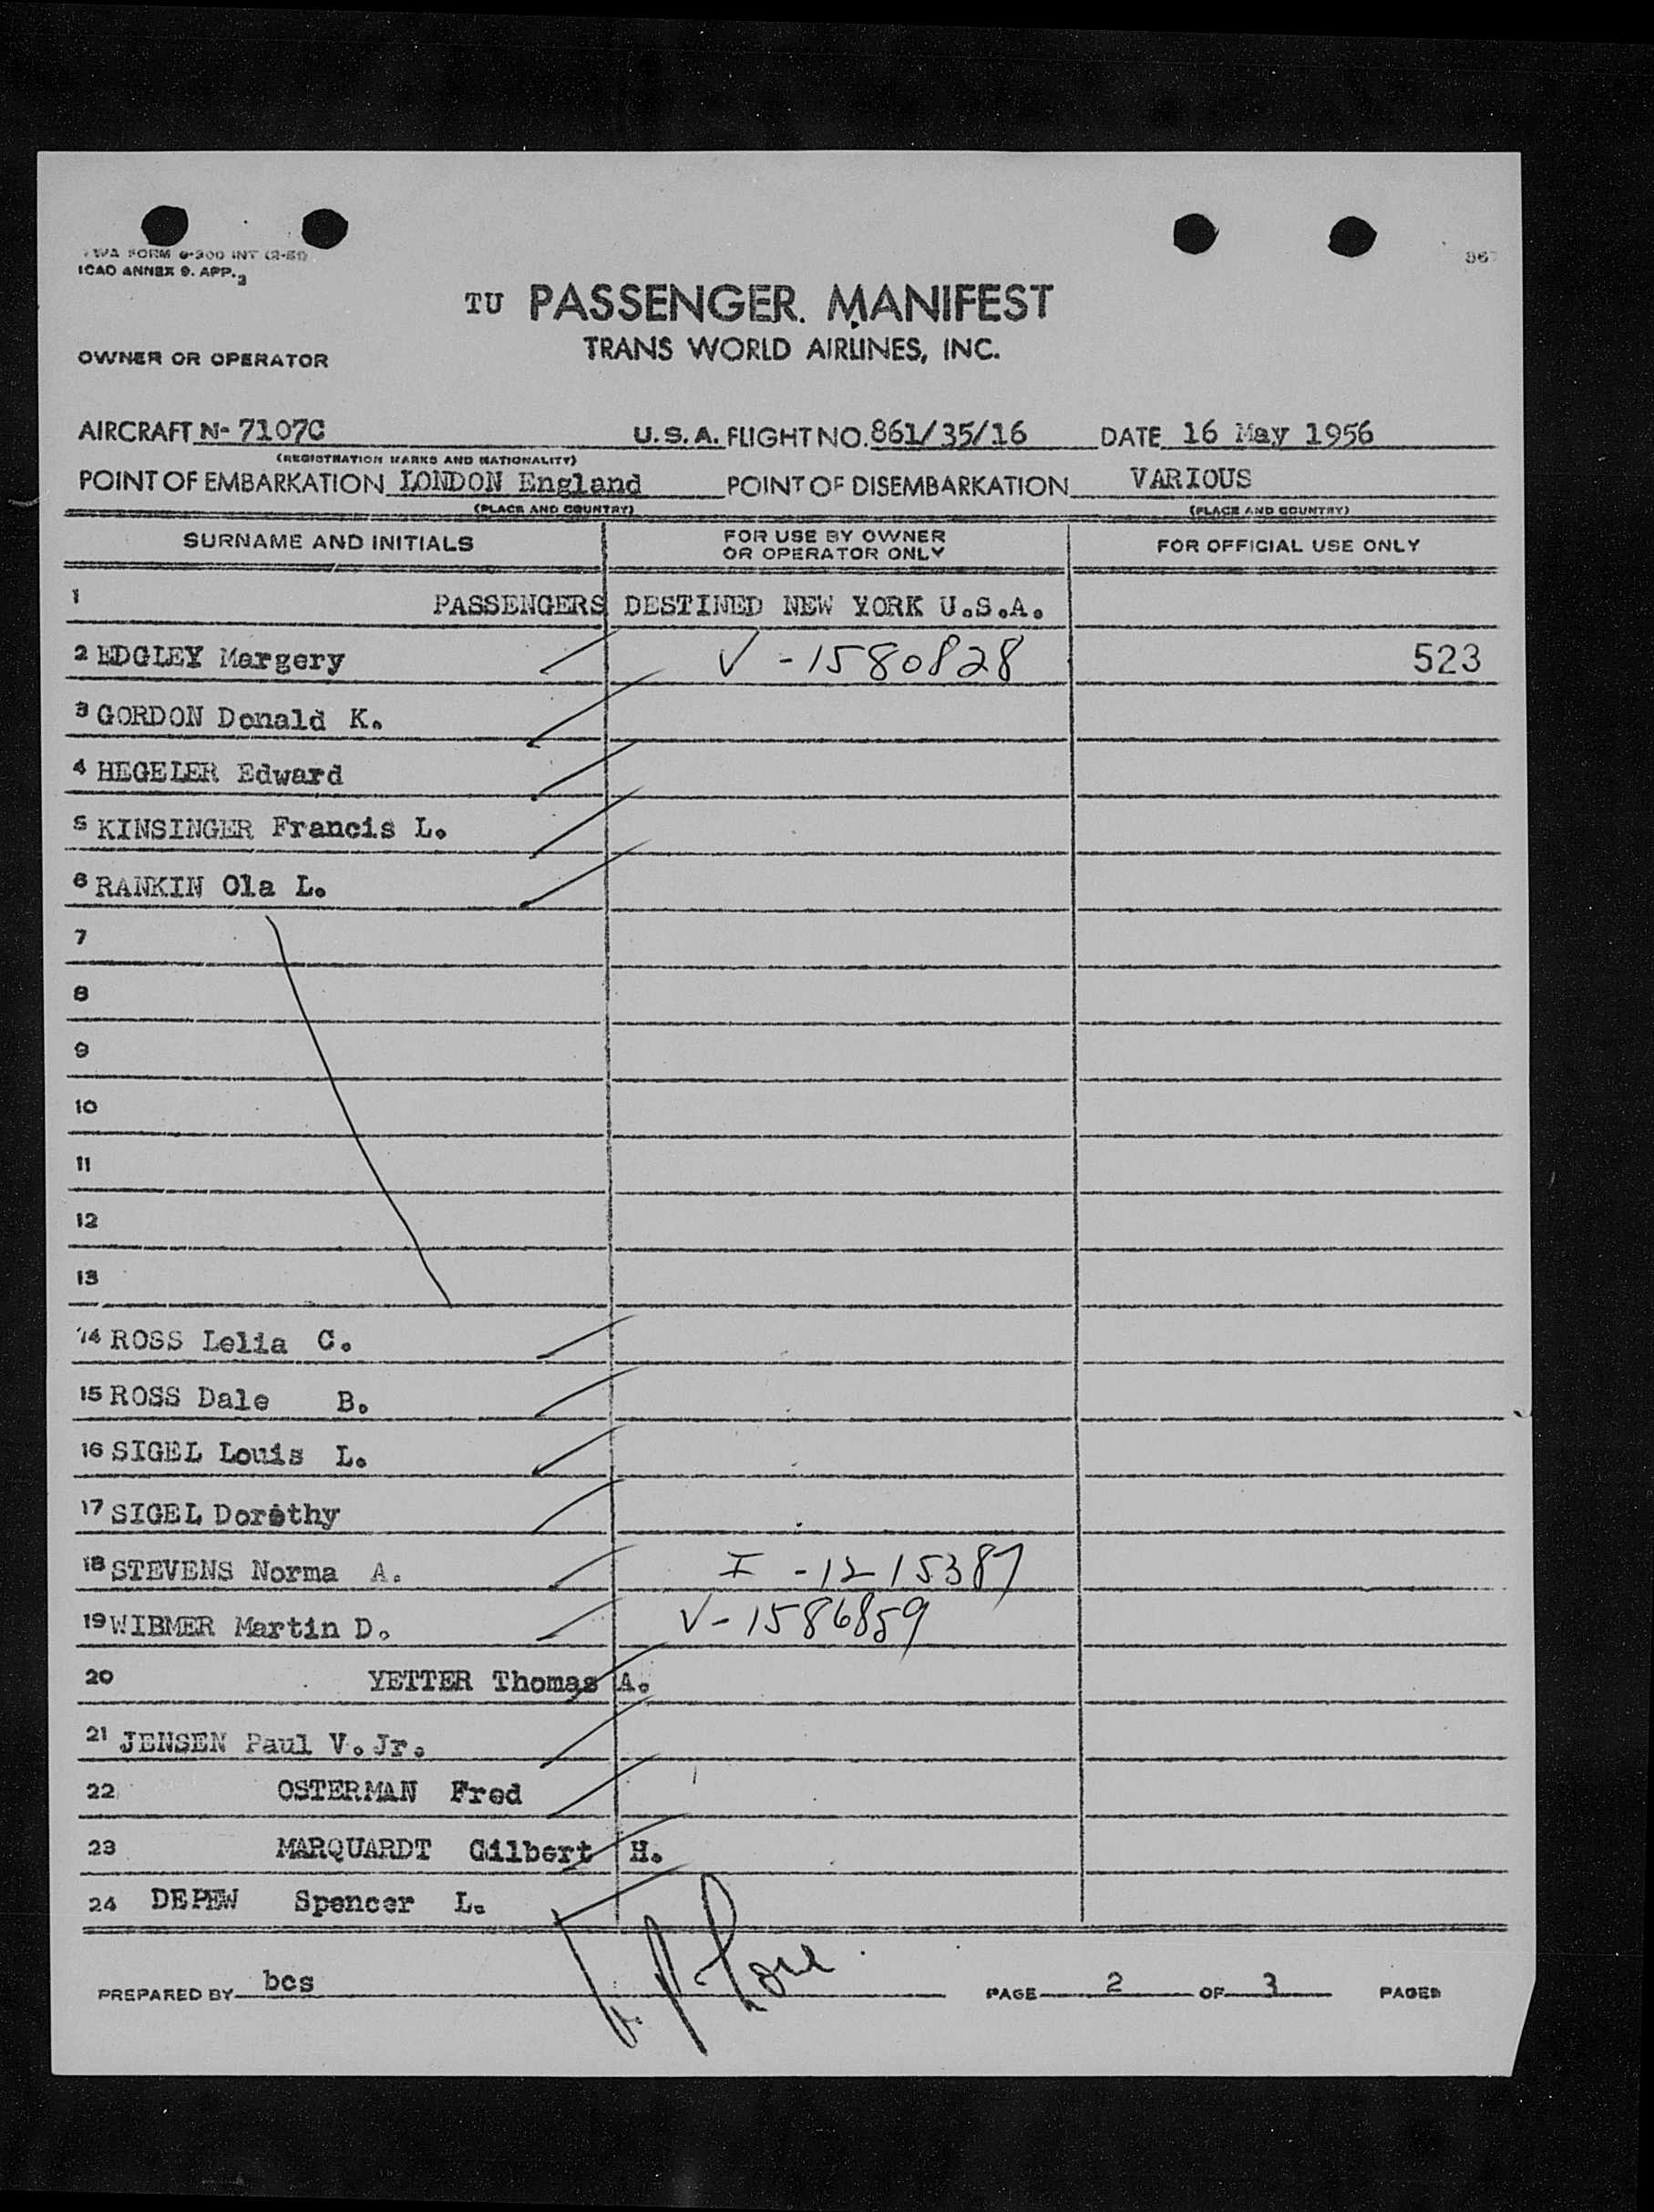 TWA FORM 6-300 INT (2-51)
ICAO ANNEX 9. APP. 3
TU PASSENGER. MANIFEST
TRANS WORLD AIRLINES, INC.
OWNER OR OPERATOR
AIRCRAFT N- 7107C U.S.A. FLIGHT NO. 861/35/16 DATE 16 May 1956
(REGISTRATION MARKS AND NATIONALITY)
POINT OF EMBARKATION LONDON England POINT OF DISEMBARKATION VARIOUS
(PLACE AND COUNTRY) (PLACE AND COUNTRY)
SURNAME AND INITIALS FOR USE BY OWNER OR OPERATOR ONLY FOR OFFICIAL USE ONLY
1 PASSENGERS DESTINED NEW YORK U.S.A.
2 EDGLEY Margery V -1580828 523
3 GORDON Donald K.
4 HEGELER Edward
5 KINSINGER Francis L.
6 RANKIN Ola L.
7
8
9
10
11
12
13
14 ROSS Lelia C.
15 ROSS Dale B.
16 SIGEL Louis L.
17 SIGEL Dorothy
18 STEVENS Norma A. I -1215387
19 WIBMER Martin D. V-1586859
20 YETTER Thomas A.
21 JENSEN Paul V. Jr.
22 OSTERMAN Fred
23 MARQUARDT Gilbert H.
24 DEPEW Spencer L.
PREPARED BY bcs PAGE 2 OF 3 PAGES